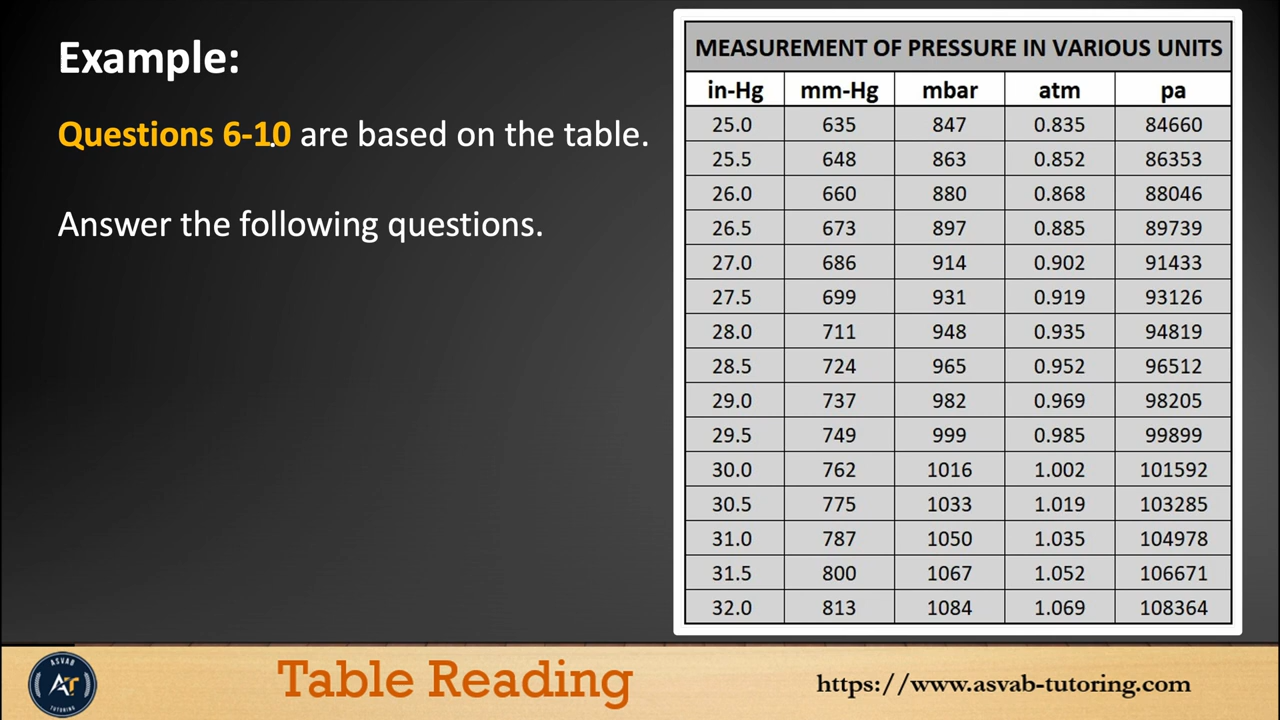 Example:
Questions 6-10 are based on the table.
Answer the following questions.
MEASUREMENT OF PRESSURE IN VARIOUS UNITS
in-Hg mm-Hg mbar atm pa
25.0 635 847 0.835 84660
25.5 648 863 0.852 86353
26.0 660 880 0.868 88046
26.5 673 897 0.885 89739
27.0 686 914 0.902 91433
27.5 699 931 0.919 93126
28.0 711 948 0.935 94819
28.5 724 965 0.952 96512
29.0 737 982 0.969 98205
29.5 749 999 0.985 99899
30.0 762 1016 1.002 101592
30.5 775 1033 1.019 103285
31.0 787 1050 1.035 104978
31.5 800 1067 1.052 106671
32.0 813 1084 1.069 108364
ASVAB
AT
TUTORING
Table Reading
https://www.asvab-tutoring.com